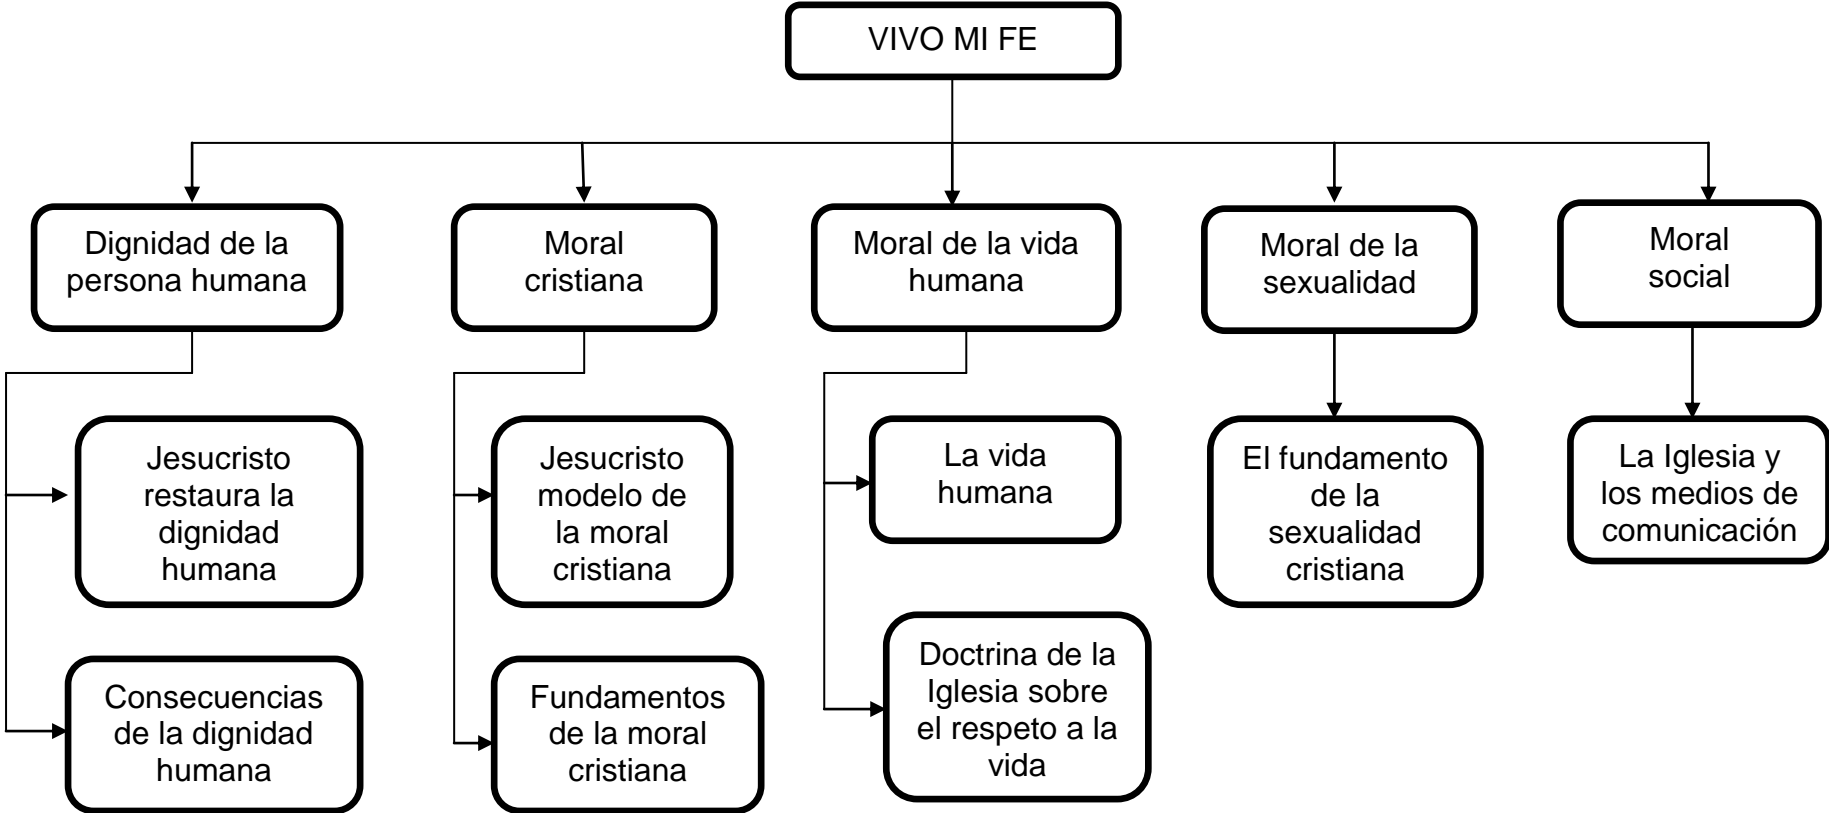 VIVO MI FE
Dignidad de la
persona humana
Moral
cristiana
Moral de la vida
humana
Moral de la
sexualidad
Moral
social
Jesucristo
restaura la
dignidad
humana
Jesucristo
modelo de
la moral
cristiana
La vida
humana
El fundamento
de la
sexualidad
cristiana
La Iglesia y
los medios de
comunicación
Consecuencias
de la dignidad
humana
Fundamentos
de la moral
cristiana
Doctrina de la
Iglesia sobre
el respeto a la
vida